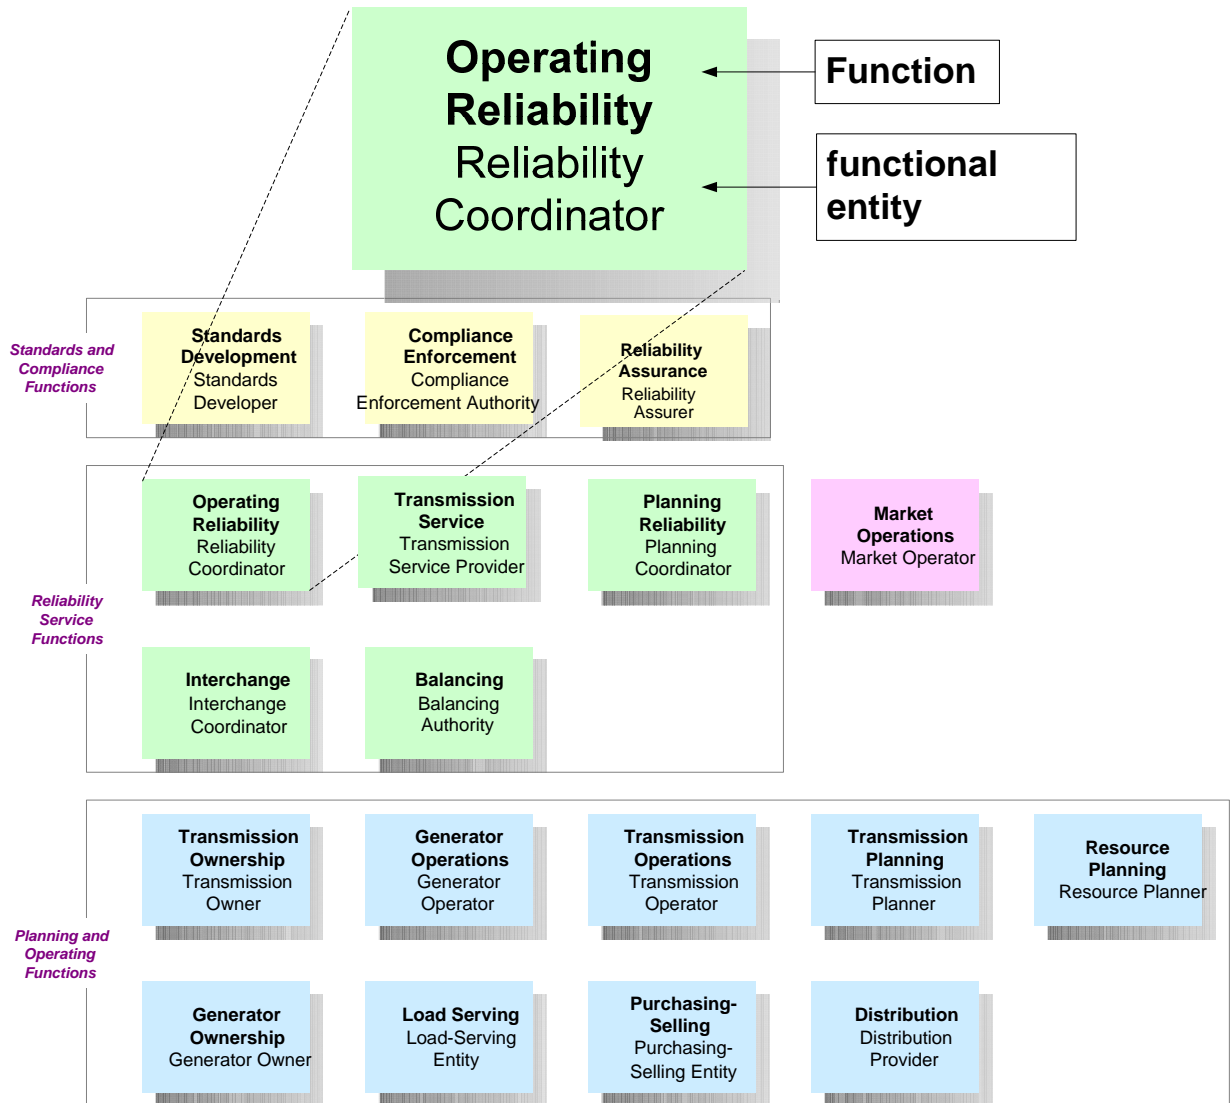 Operating
Reliability
Reliability
Coordinator
Function
functional
entity
Standards and
Compliance
Functions
Standards
Development
Standards
Developer
Compliance
Enforcement
Compliance
Enforcement Authority
Reliability
Assurance
Reliability
Assurer
Reliability
Service
Functions
Operating
Reliability
Reliability
Coordinator
Transmission
Service
Transmission
Service Provider
Planning
Reliability
Planning
Coordinator
Market
Operations
Market Operator
Interchange
Interchange
Coordinator
Balancing
Balancing
Authority
Planning and
Operating
Functions
Transmission
Ownership
Transmission
Owner
Generator
Operations
Generator
Operator
Transmission
Operations
Transmission
Operator
Transmission
Planning
Transmission
Planner
Resource
Planning
Resource Planner
Generator
Ownership
Generator Owner
Load Serving
Load-Serving
Entity
Purchasing-
Selling
Purchasing-
Selling Entity
Distribution
Distribution
Provider